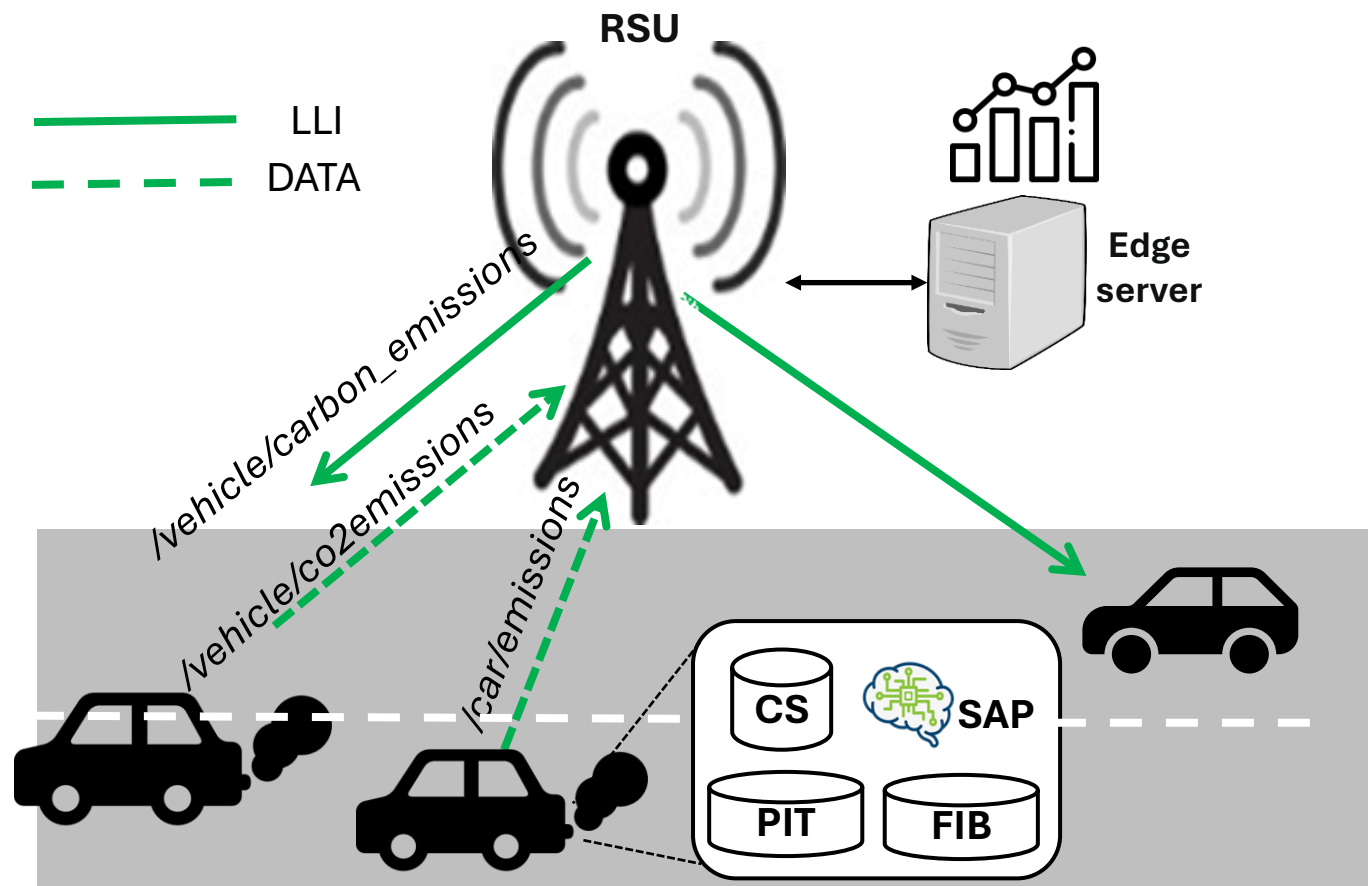 RSU
LLI
DATA
Edge
server
/vehicle/carbon_emissions
/vehicle/co2emissions
/car/emissions
CS
SAP
PIT
FIB